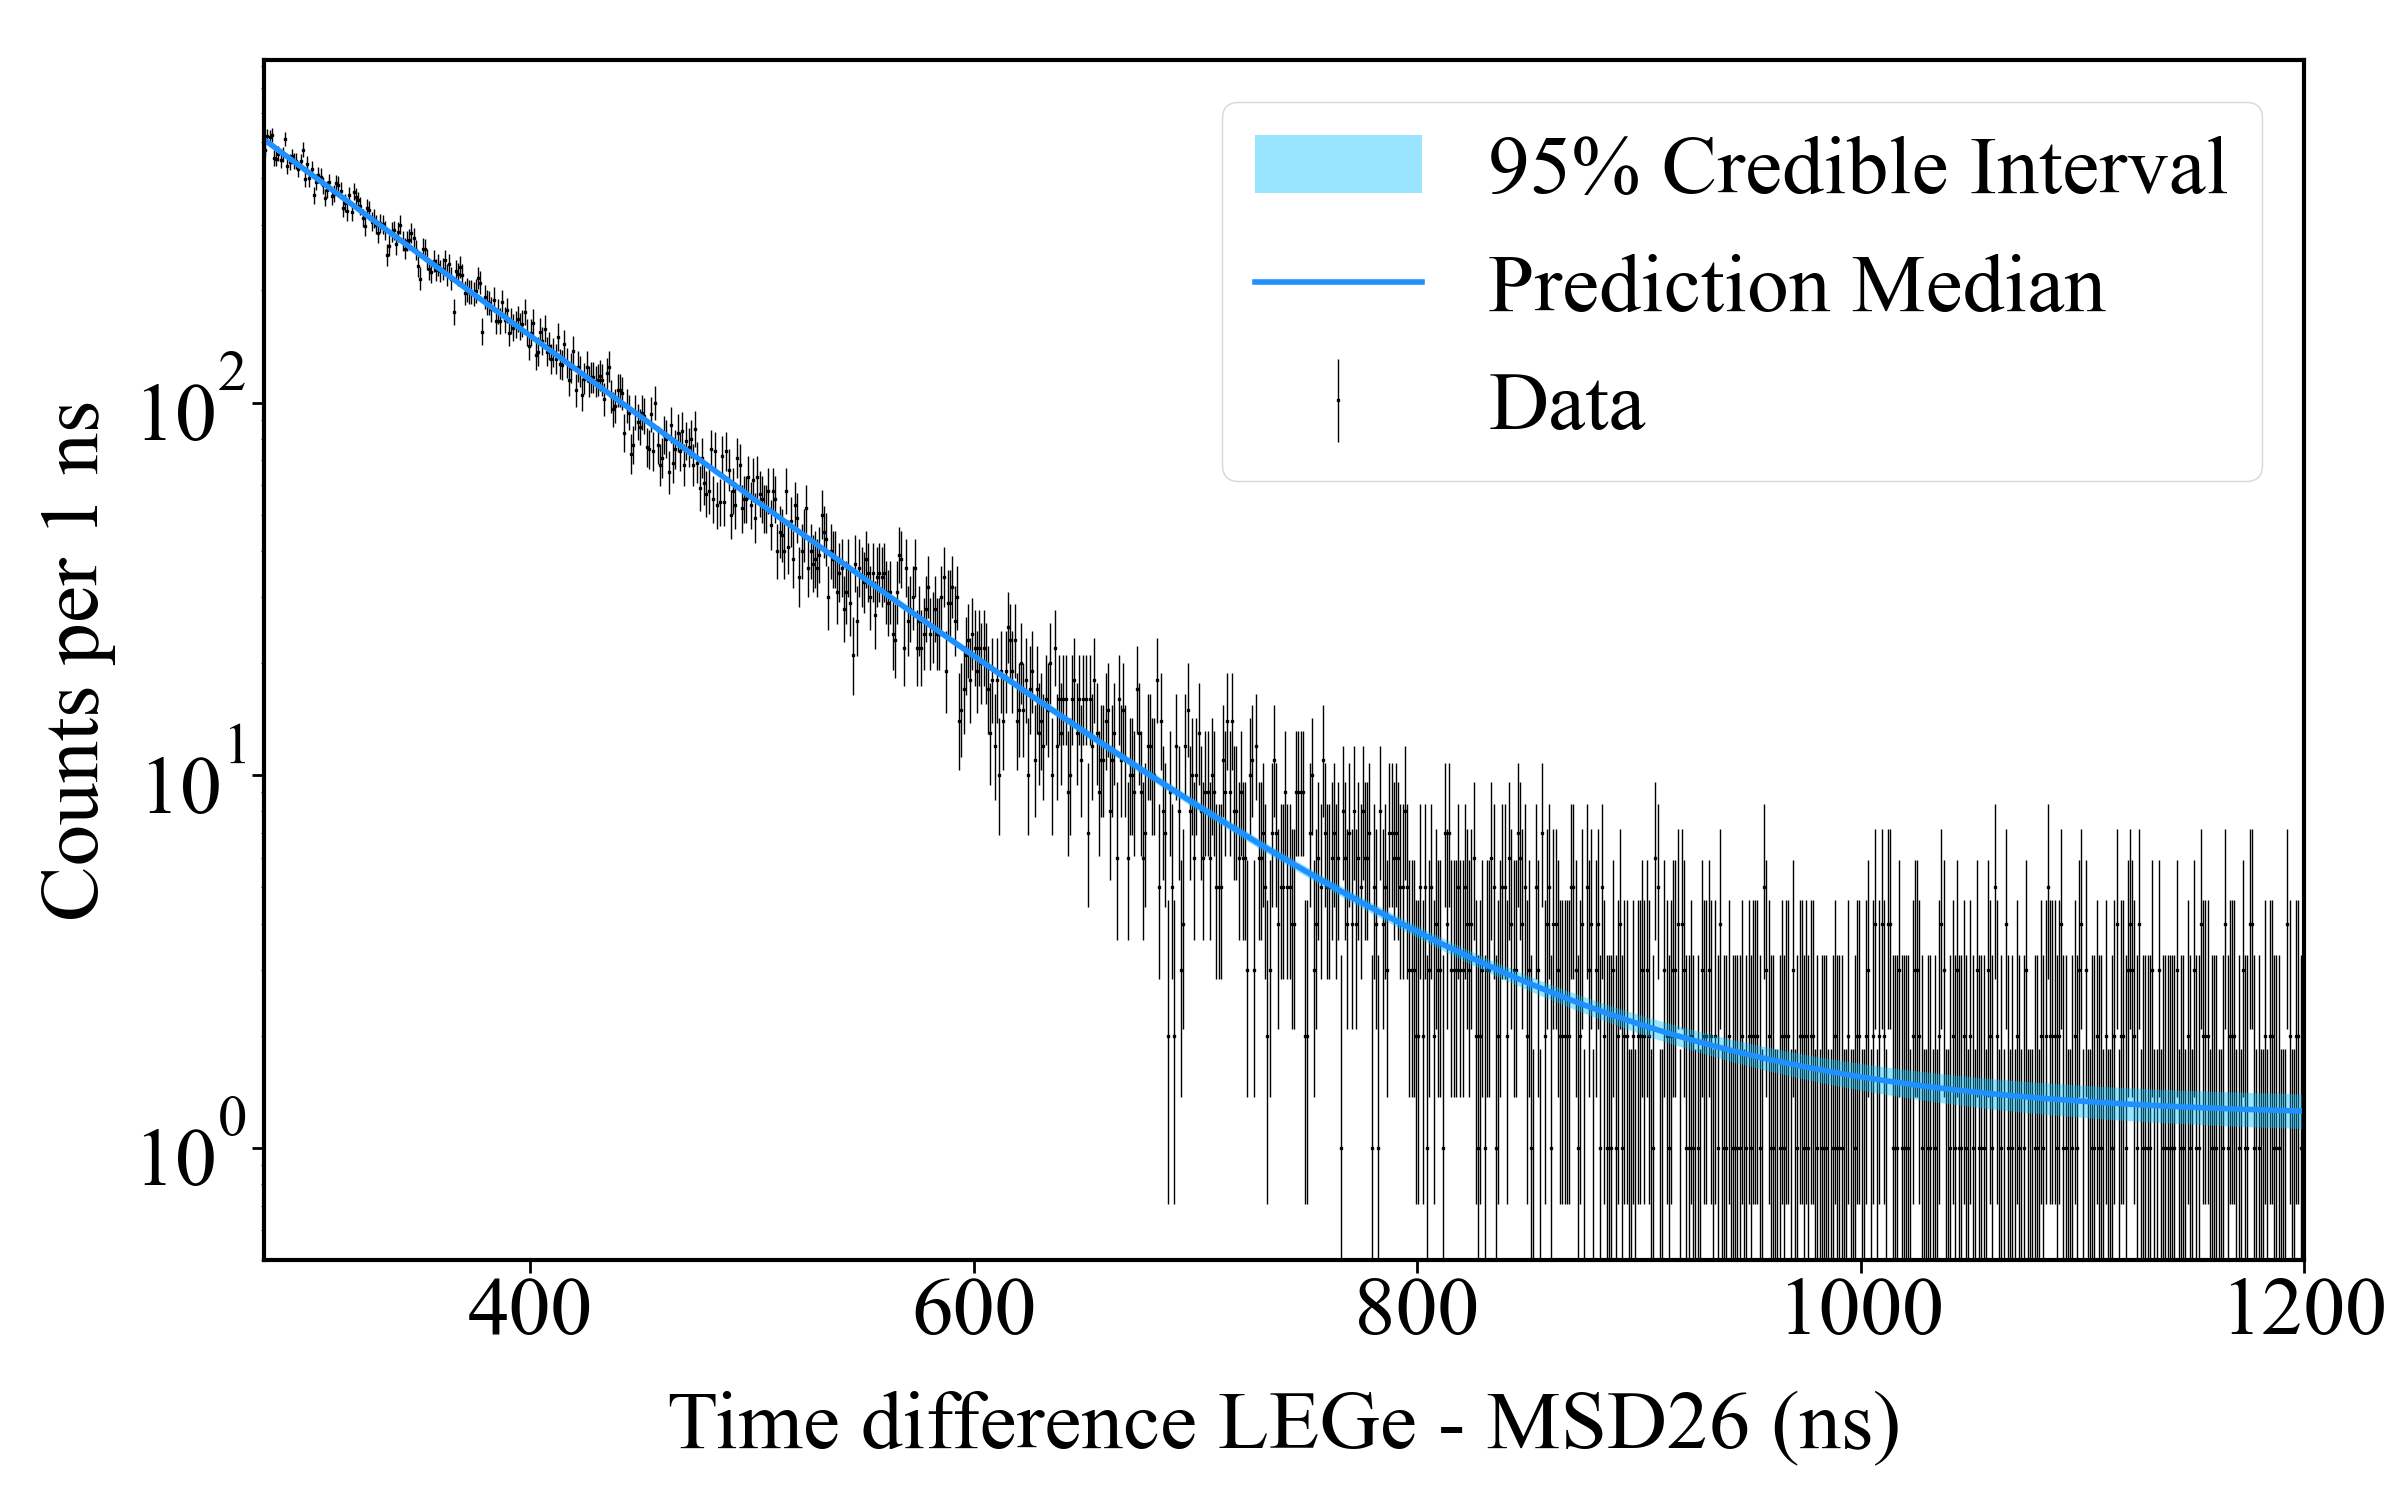 95% Credible Interval
Prediction Median
Data
Counts per 1 ns
10^2
10^1
10^0
400 600 800 1000 1200
Time difference LEGe - MSD26 (ns)